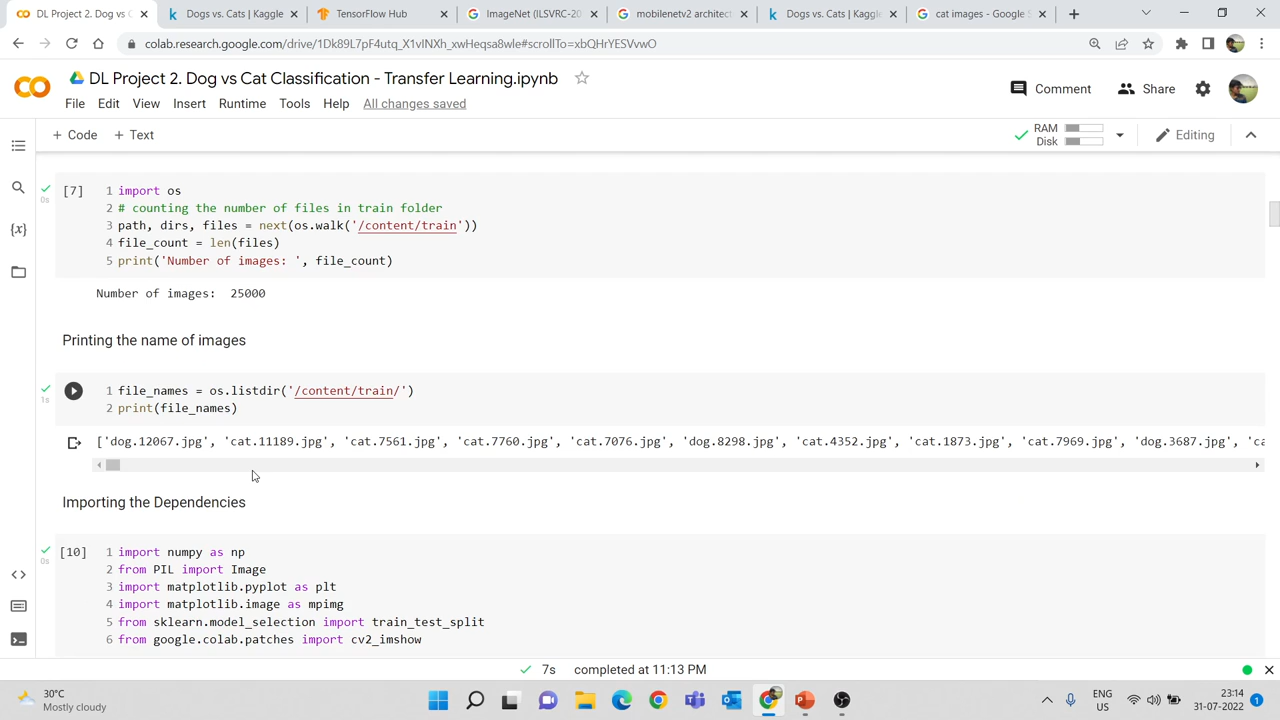 DL Project 2. Dog vs C
Dogs vs. Cats | Kaggle
TensorFlow Hub
ImageNet (ILSVRC-20
mobilenetv2 architect
Dogs vs. Cats | Kaggle
cat images - Google S
colab.research.google.com/drive/1Dk89L7pF4utq_X1vINXh_xwHeqsa8wle#scrollTo=xbQHrYESVvwO
DL Project 2. Dog vs Cat Classification - Transfer Learning.ipynb
Comment
Share
File Edit View Insert Runtime Tools Help All changes saved
+ Code + Text
RAM
Disk
Editing
{x}
[7]
0s
1 import os
2 # counting the number of files in train folder
3 path, dirs, files = next(os.walk('/content/train'))
4 file_count = len(files)
5 print('Number of images: ', file_count)
Number of images:  25000
Printing the name of images
1s
1 file_names = os.listdir('/content/train/')
2 print(file_names)
['dog.12067.jpg', 'cat.11189.jpg', 'cat.7561.jpg', 'cat.7760.jpg', 'cat.7076.jpg', 'dog.8298.jpg', 'cat.4352.jpg', 'cat.1873.jpg', 'cat.7969.jpg', 'dog.3687.jpg', 'ca
Importing the Dependencies
[10]
0s
1 import numpy as np
2 from PIL import Image
3 import matplotlib.pyplot as plt
4 import matplotlib.image as mpimg
5 from sklearn.model_selection import train_test_split
6 from google.colab.patches import cv2_imshow
7s completed at 11:13 PM
30°C
Mostly cloudy
ENG
US
23:14
31-07-2022
1